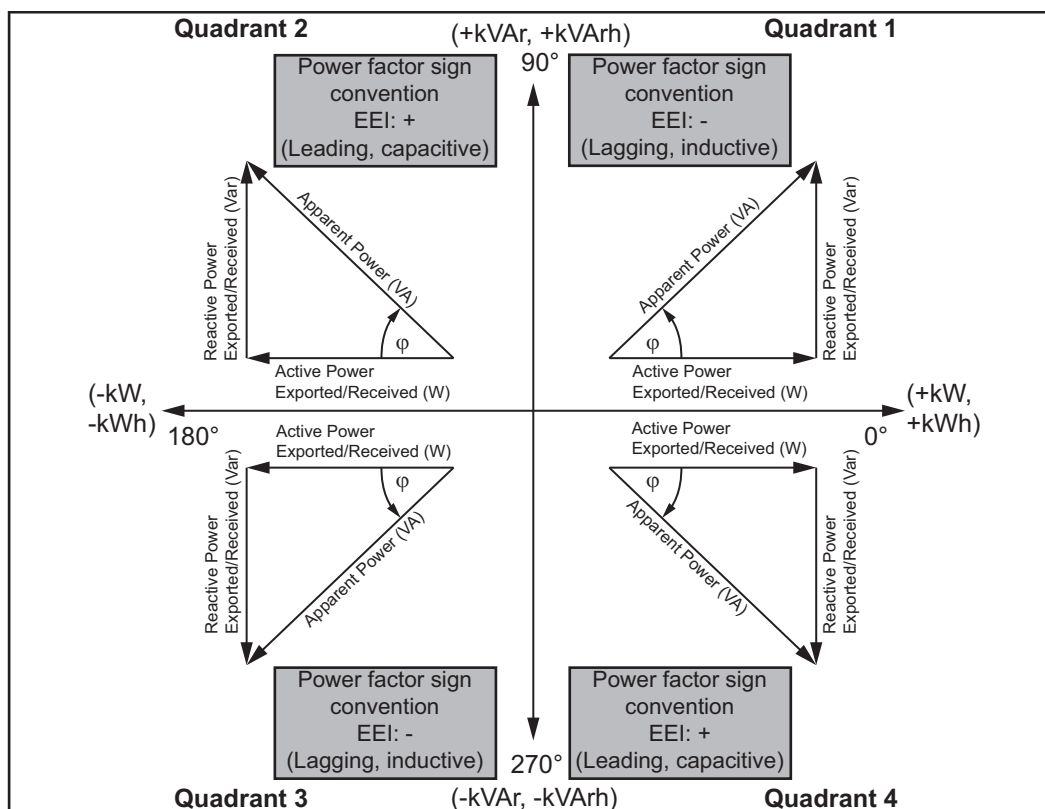 Quadrant 2
(+kVAr, +kVArh)
Quadrant 1
90°
Power factor sign
convention
EEI: +
(Leading, capacitive)
Power factor sign
convention
EEI: -
(Lagging, inductive)
Reactive Power
Exported/Received (Var)
Apparent Power (VA)
φ
Active Power
Exported/Received (W)
Apparent Power (VA)
φ
Active Power
Exported/Received (W)
Reactive Power
Exported/Received (Var)
(-kW,
-kWh)
180°
(+kW,
+kWh)
0°
Active Power
Exported/Received (W)
φ
Reactive Power
Exported/Received (Var)
Apparent Power (VA)
Active Power
Exported/Received (W)
φ
Apparent Power (VA)
Reactive Power
Exported/Received (Var)
Power factor sign
convention
EEI: -
(Lagging, inductive)
Power factor sign
convention
EEI: +
(Leading, capacitive)
270°
Quadrant 3
(-kVAr, -kVArh)
Quadrant 4